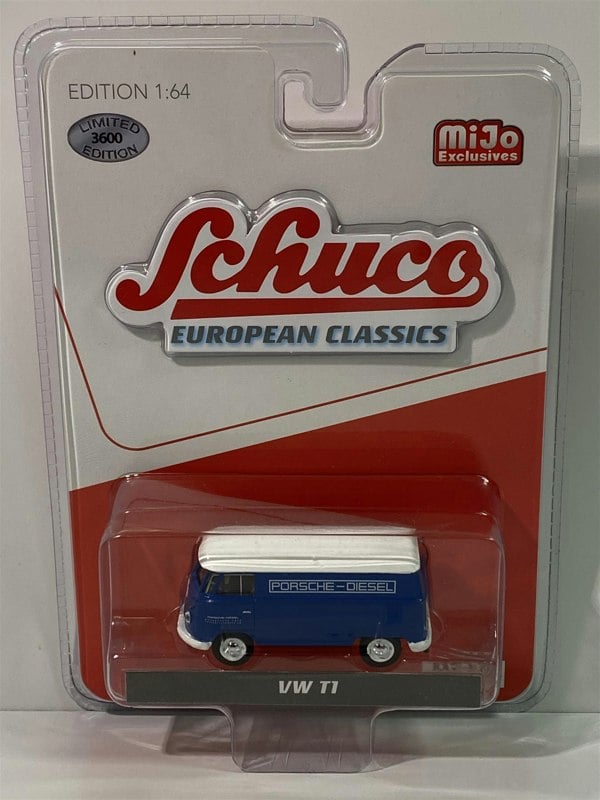 EDITION 1:64
LIMITED
3600
EDITION
MiJo
Exclusives
Schuco
EUROPEAN CLASSICS
PORSCHE-DIESEL
VW T1